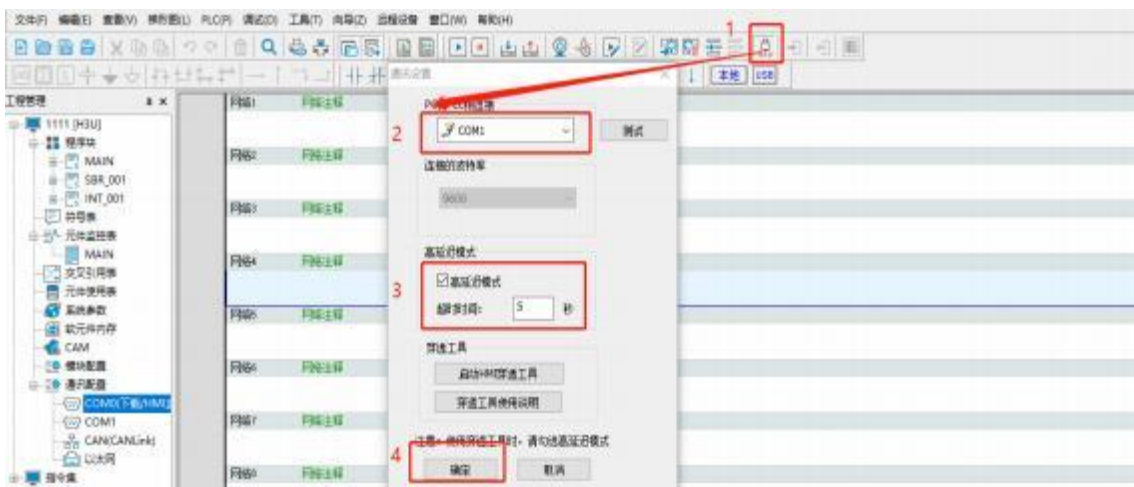 文件(F) 编辑(E) 查看(V) 梯形图(L) PLC(P) 调试(D) 工具(T) 向导(Z) 远程设备 窗口(W) 帮助(H)
1
本地 USB
工程管理
通讯设置
1111 [H3U]
程序块
MAIN
SBR_001
INT_001
符号表
元件监控表
MAIN
交叉引用表
元件使用表
系统参数
软元件内存
CAM
模块配置
通讯配置
COM0(下载/HMI
COM1
CAN(CANLink)
以太网
指令集
网络1 网络注释
网络2 网络注释
网络3 网络注释
网络4 网络注释
网络5 网络注释
网络6 网络注释
网络7 网络注释
网络8 网络注释
2
COM1
测试
连接的波特率
9600
高延迟模式
3
高延迟模式
超时时间: 5 秒
穿透工具
启动HMI穿透工具
穿透工具使用说明
注意：使用穿透工具时，请勾选高延迟模式
4
确定 取消